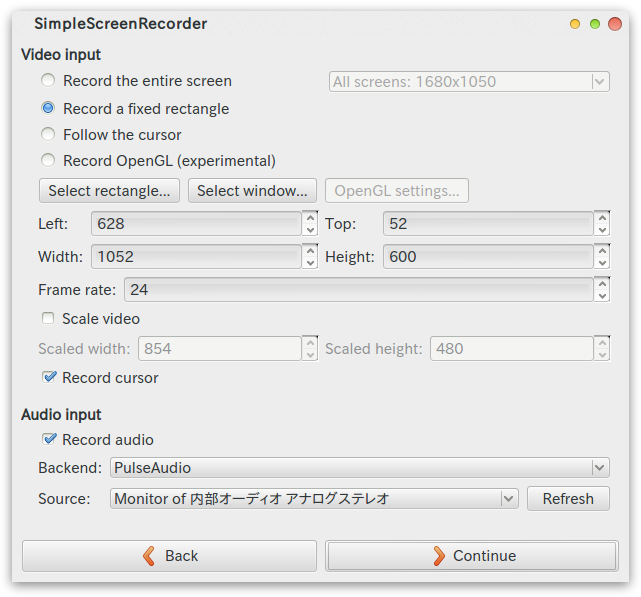 SimpleScreenRecorder
Video input
Record the entire screen All screens: 1680x1050
Record a fixed rectangle
Follow the cursor
Record OpenGL (experimental)
Select rectangle... Select window... OpenGL settings...
Left: 628 Top: 52
Width: 1052 Height: 600
Frame rate: 24
Scale video
Scaled width: 854 Scaled height: 480
Record cursor
Audio input
Record audio
Backend: PulseAudio
Source: Monitor of 内部オーディオ アナログステレオ Refresh
Back Continue